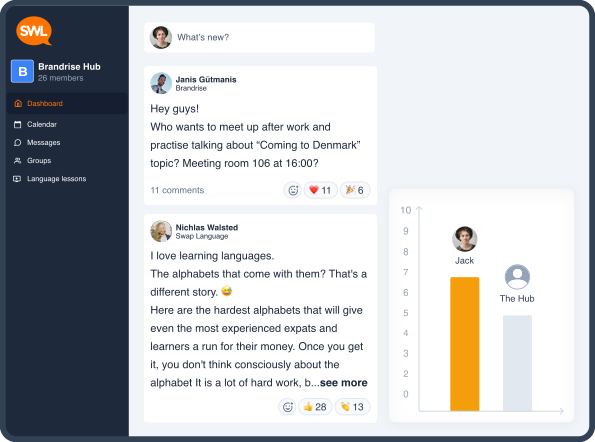 SWL
B
Brandrise Hub
26 members
Dashboard
Calendar
Messages
Groups
Language lessons
What's new?
Janis Gūtmanis
Brandrise
Hey guys!
Who wants to meet up after work and
practise talking about “Coming to Denmark”
topic? Meeting room 106 at 16:00?
11 comments
11
6
Nichlas Walsted
Swap Language
I love learning languages.
The alphabets that come with them? That's a
different story. 😅
Here are the hardest alphabets that will give
even the most experienced expats and
learners a run for their money. Once you get
it, you don't think consciously about the
alphabet It is a lot of hard work, b...see more
28
13
10
9
8
7
6
5
4
3
2
0
Jack
The Hub